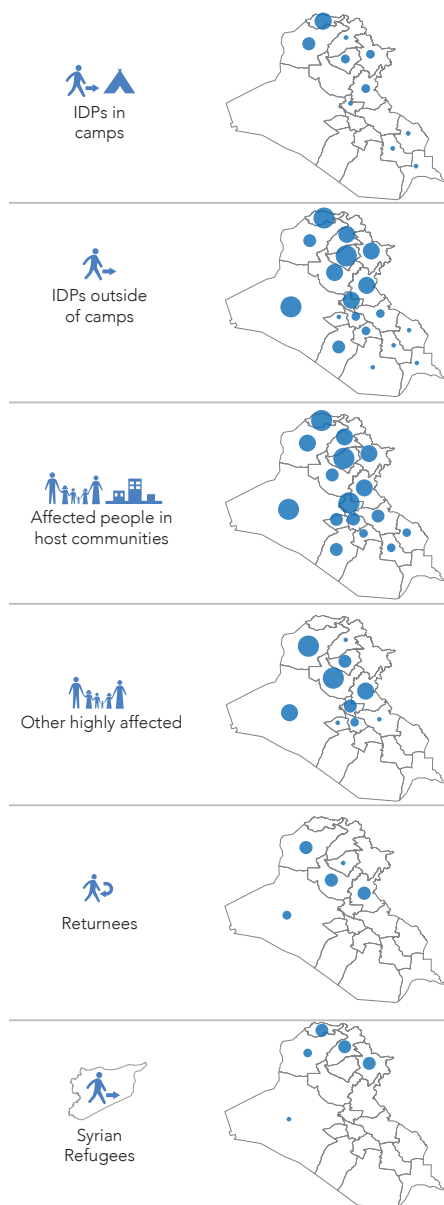 IDPs in
camps
IDPs outside
of camps
Affected people in
host communities
Other highly affected
Returnees
Syrian
Refugees